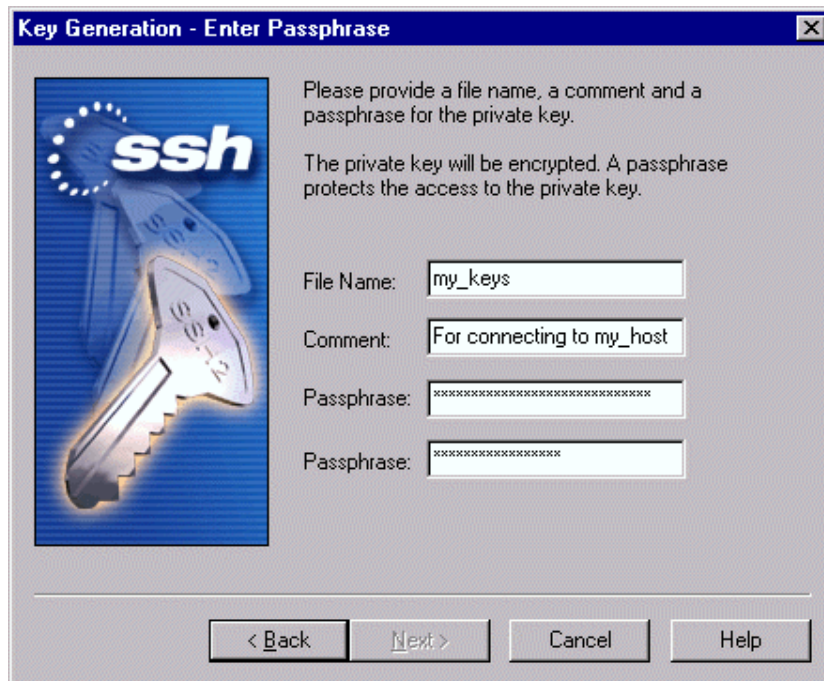 Key Generation - Enter Passphrase
ssh
Please provide a file name, a comment and a
passphrase for the private key.
The private key will be encrypted. A passphrase
protects the access to the private key.
File Name: my_keys
Comment: For connecting to my_host
Passphrase: *****************************
Passphrase: *****************
< Back
Next >
Cancel
Help